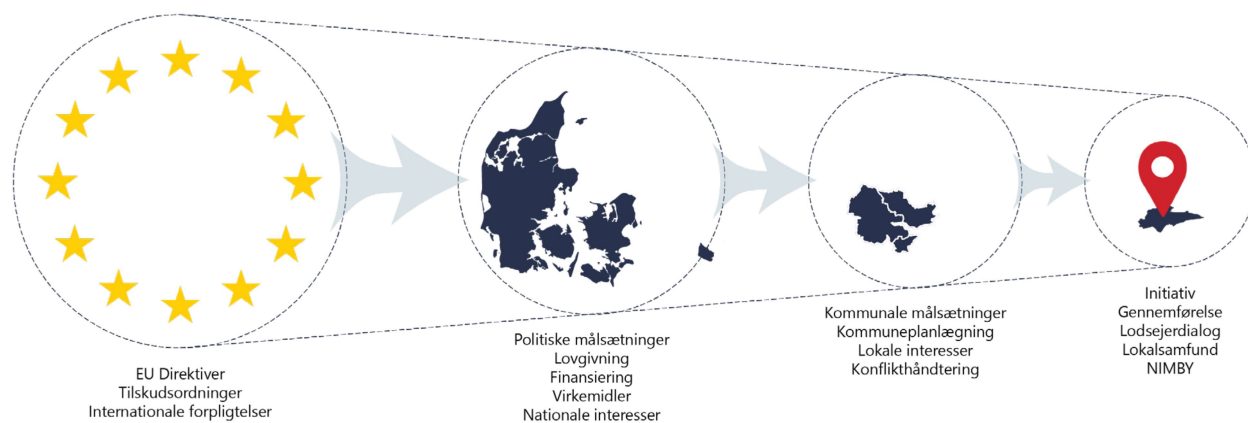 EU Direktiver
Tilskudsordninger
Internationale forpligtelser
Politiske målsætninger
Lovgivning
Finansiering
Virkemidler
Nationale interesser
Kommunale målsætninger
Kommuneplanlægning
Lokale interesser
Konflikthåndtering
Initiativ
Gennemførelse
Lodsejerdialog
Lokalsamfund
NIMBY